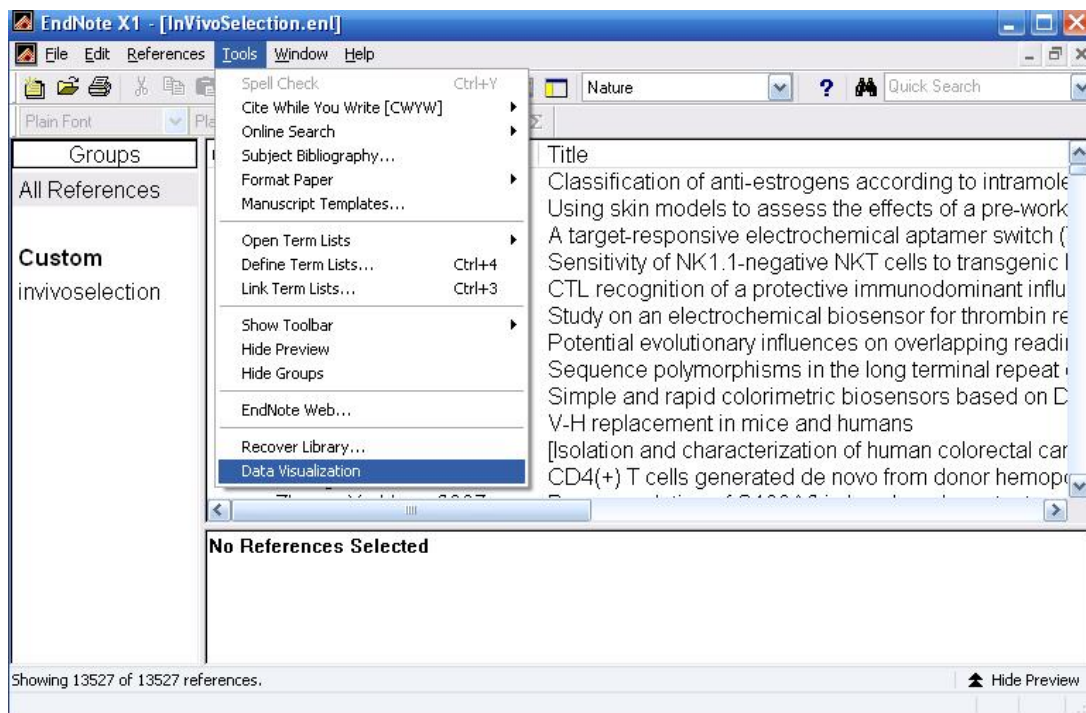 EndNote X1 - [InVivoSelection.enl]
File Edit References Tools Window Help
Nature ? Quick Search
Plain Font Σ
Groups
All References
Custom
invivoselection
Spell Check Ctrl+Y
Cite While You Write [CWYW]
Online Search
Subject Bibliography...
Format Paper
Manuscript Templates...
Open Term Lists
Define Term Lists... Ctrl+4
Link Term Lists... Ctrl+3
Show Toolbar
Hide Preview
Hide Groups
EndNote Web...
Recover Library...
Data Visualization
Title
Classification of anti-estrogens according to intramole
Using skin models to assess the effects of a pre-work
A target-responsive electrochemical aptamer switch (
Sensitivity of NK1.1-negative NKT cells to transgenic
CTL recognition of a protective immunodominant influ
Study on an electrochemical biosensor for thrombin re
Potential evolutionary influences on overlapping readi
Sequence polymorphisms in the long terminal repeat
Simple and rapid colorimetric biosensors based on D
V-H replacement in mice and humans
[Isolation and characterization of human colorectal car
CD4(+) T cells generated de novo from donor hemopo
No References Selected
Showing 13527 of 13527 references.
Hide Preview